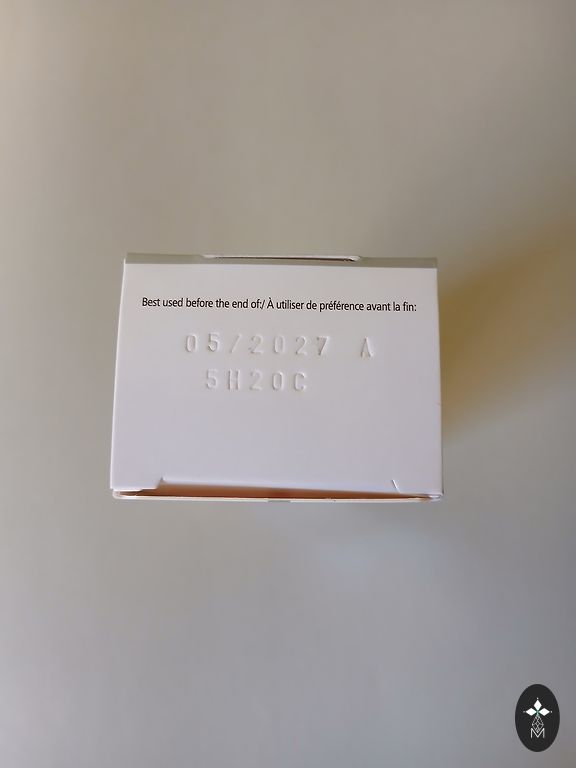 Best used before the end of:/ À utiliser de préférence avant la fin:
05/2027 A
5H20C
M